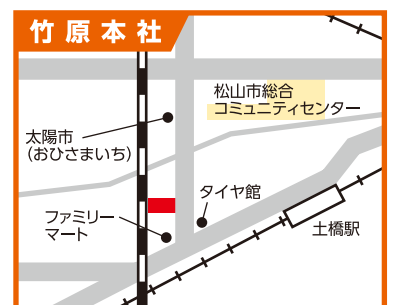 竹原本社
松山市総合
コミュニティセンター
太陽市
（おひさまいち）
タイヤ館
ファミリー
マート
土橋駅